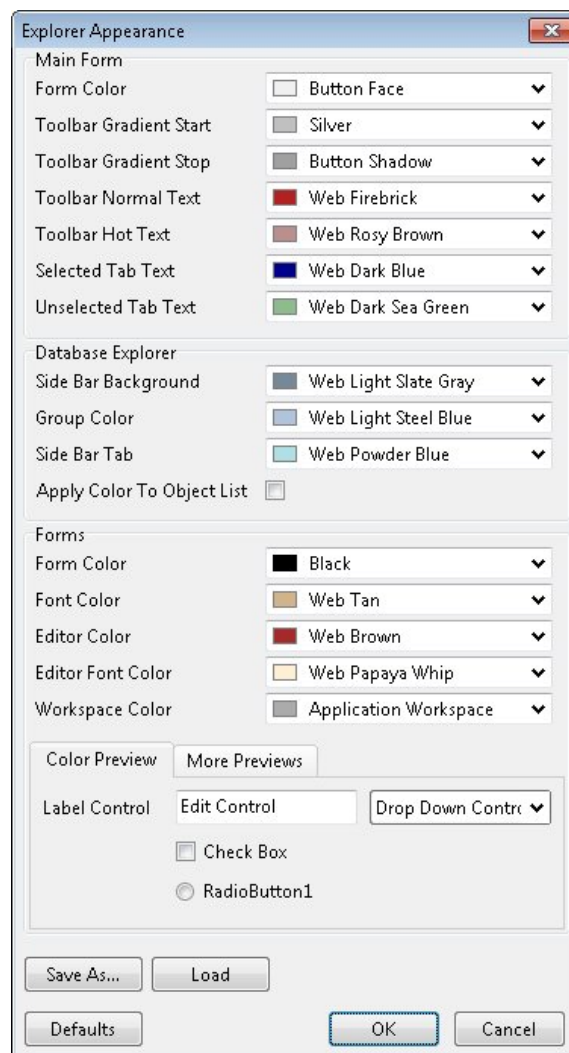 Explorer Appearance
Main Form
Form Color Button Face
Toolbar Gradient Start Silver
Toolbar Gradient Stop Button Shadow
Toolbar Normal Text Web Firebrick
Toolbar Hot Text Web Rosy Brown
Selected Tab Text Web Dark Blue
Unselected Tab Text Web Dark Sea Green
Database Explorer
Side Bar Background Web Light Slate Gray
Group Color Web Light Steel Blue
Side Bar Tab Web Powder Blue
Apply Color To Object List
Forms
Form Color Black
Font Color Web Tan
Editor Color Web Brown
Editor Font Color Web Papaya Whip
Workspace Color Application Workspace
Color Preview More Previews
Label Control Edit Control Drop Down Contrc
Check Box
RadioButton1
Save As... Load
Defaults OK Cancel